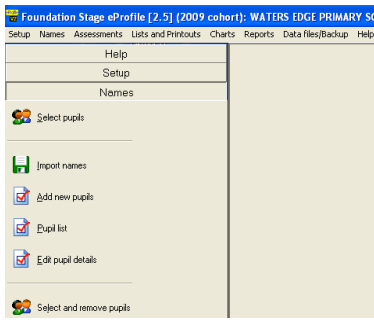 Foundation Stage eProfile [2.5] (2009 cohort): WATERS EDGE PRIMARY
Setup Names Assessments Lists and Printouts Charts Reports Data files/Backup Help
Help
Setup
Names
Select pupils
Import names
Add new pupils
Pupil list
Edit pupil details
Select and remove pupils